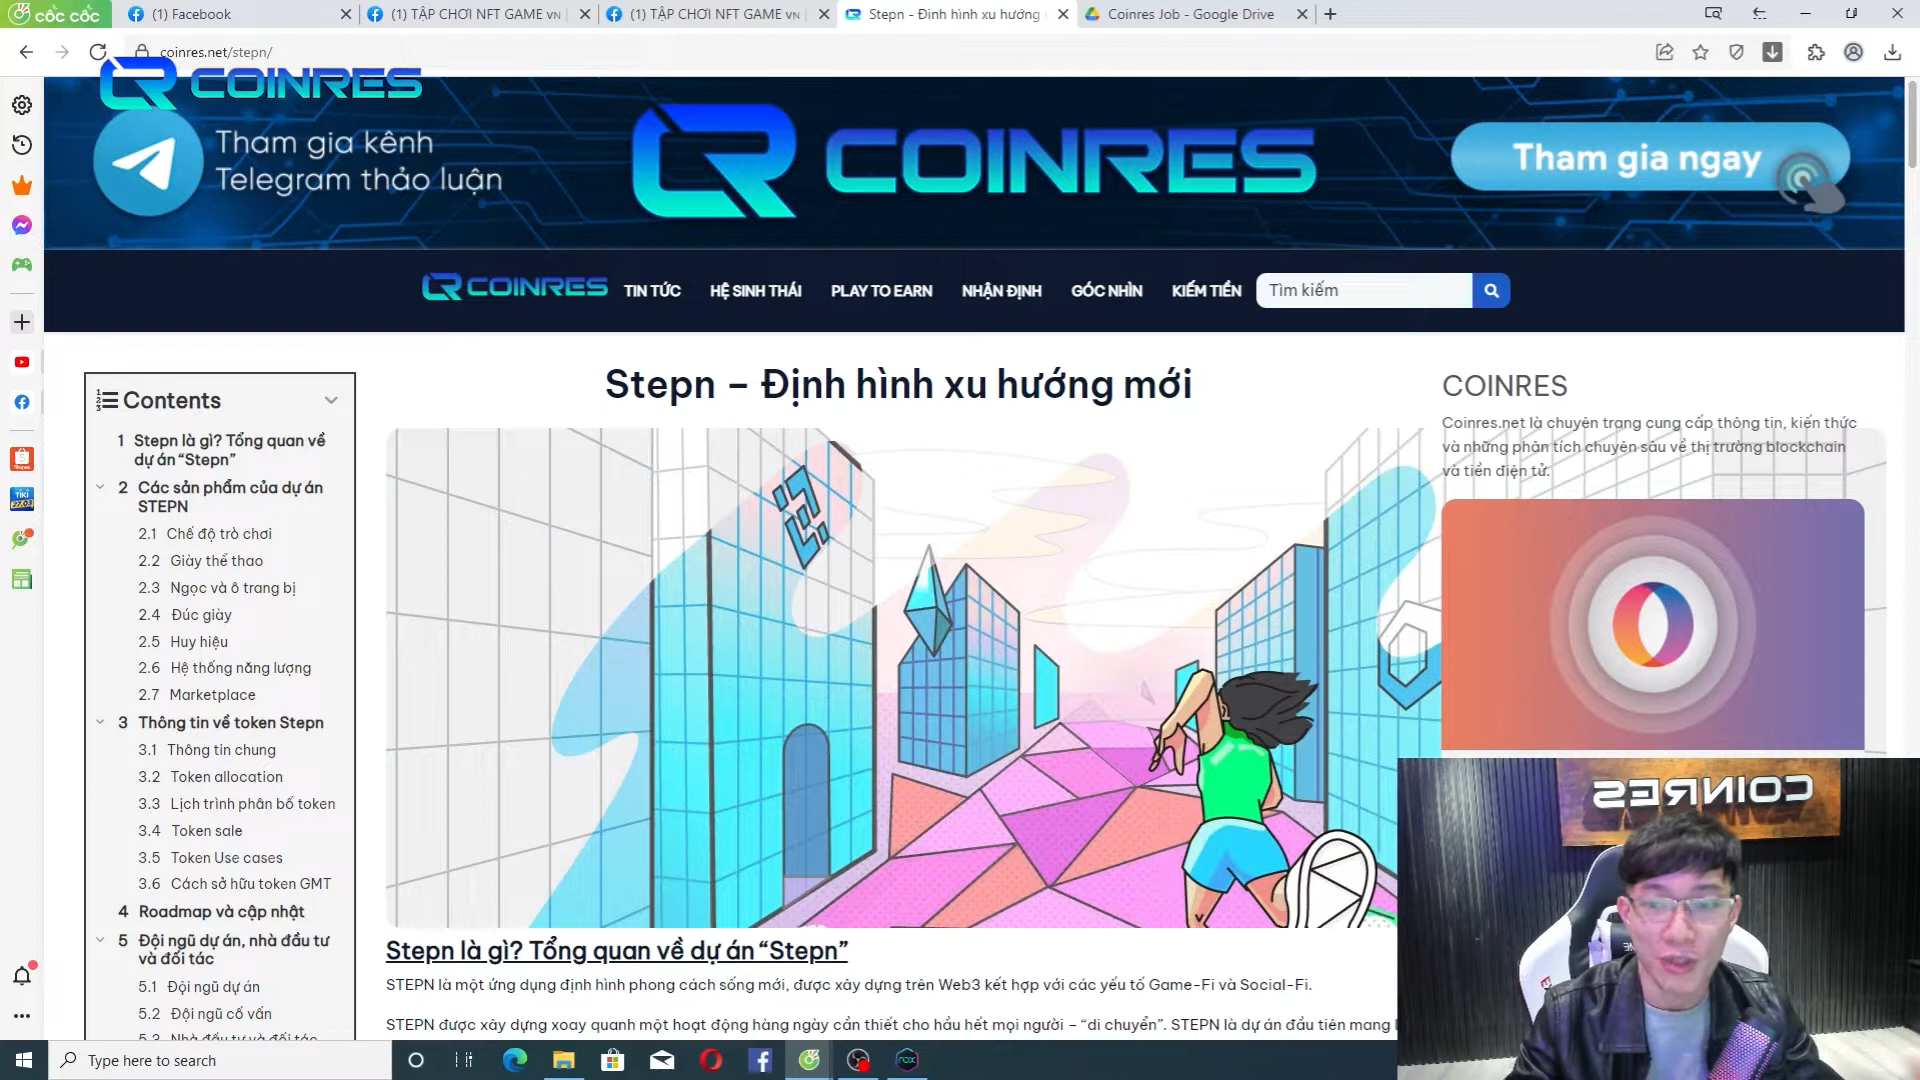 cốc cốc
(1) Facebook
(1) TẬP CHƠI NFT GAME vn
(1) TẬP CHƠI NFT GAME vn
Stepn - Định hình xu hướng
Coinres Job - Google Drive
coinres.net/stepn/
COINRES
Tham gia kênh
Telegram thảo luận
COINRES
Tham gia ngay
COINRES
TIN TỨC
HỆ SINH THÁI
PLAY TO EARN
NHẬN ĐỊNH
GÓC NHÌN
KIẾM TIỀN
Tìm kiếm
Contents
1 Stepn là gì? Tổng quan về
dự án “Stepn”
2 Các sản phẩm của dự án
STEPN
2.1 Chế độ trò chơi
2.2 Giày thể thao
2.3 Ngọc và ô trang bị
2.4 Đúc giày
2.5 Huy hiệu
2.6 Hệ thống năng lượng
2.7 Marketplace
3 Thông tin về token Stepn
3.1 Thông tin chung
3.2 Token allocation
3.3 Lịch trình phân bố token
3.4 Token sale
3.5 Token Use cases
3.6 Cách sở hữu token GMT
4 Roadmap và cập nhật
5 Đội ngũ dự án, nhà đầu tư
và đối tác
5.1 Đội ngũ dự án
5.2 Đội ngũ cố vấn
5.3 Nhà đầu tư và đối tác
Stepn – Định hình xu hướng mới
Stepn là gì? Tổng quan về dự án “Stepn”
STEPN là một ứng dụng định hình phong cách sống mới, được xây dựng trên Web3 kết hợp với các yếu tố Game-Fi và Social-Fi.
STEPN được xây dựng xoay quanh một hoạt động hàng ngày cần thiết cho hầu hết mọi người – “di chuyển”. STEPN là dự án đầu tiên mang
COINRES
Coinres.net là chuyên trang cung cấp thông tin, kiến thức
và những phân tích chuyên sâu về thị trường blockchain
và tiền điện tử.
COINRES
Type here to search